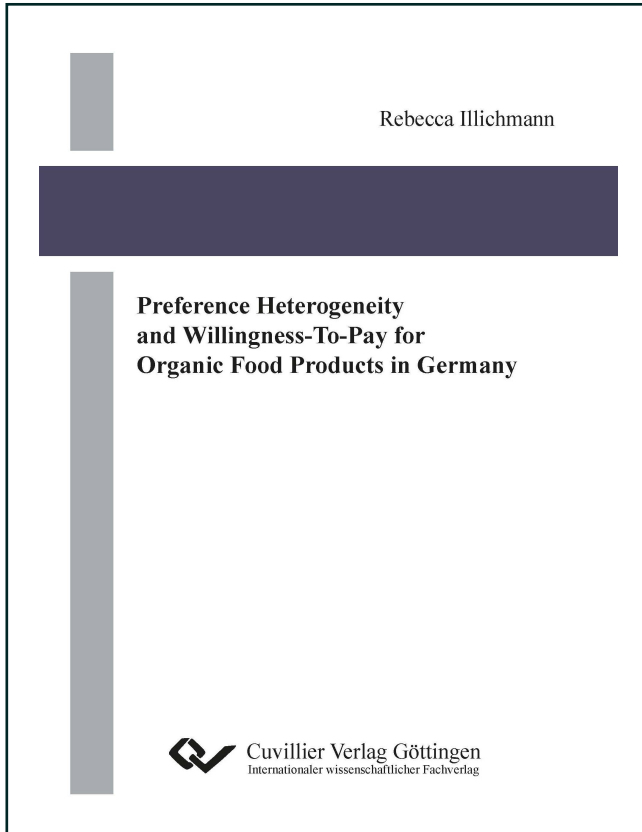 Rebecca Illichmann
Preference Heterogeneity
and Willingness-To-Pay for
Organic Food Products in Germany
Cuvillier Verlag Göttingen
Internationaler wissenschaftlicher Fachverlag